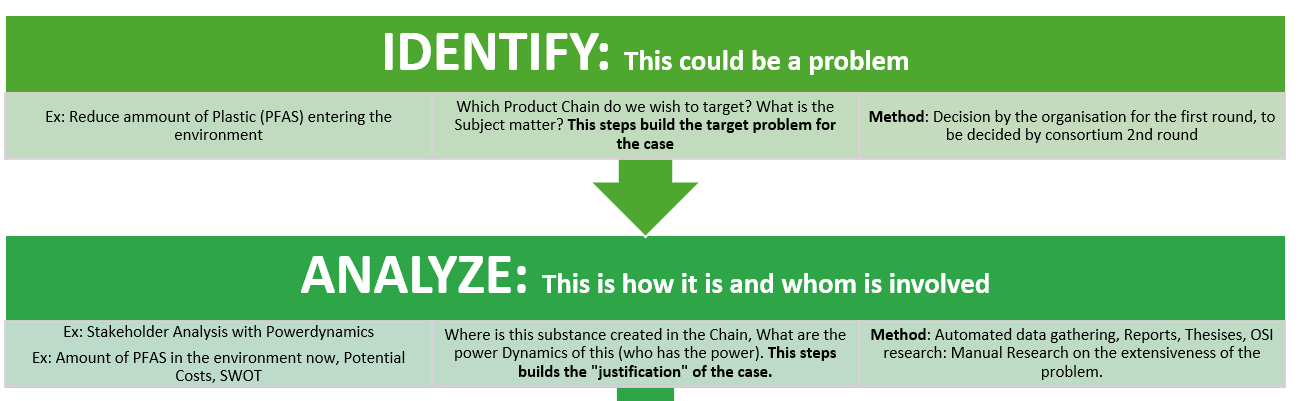 IDENTIFY: This could be a problem
Ex: Reduce ammount of Plastic (PFAS) entering the
environment
Which Product Chain do we wish to target? What is the
Subject matter? This steps build the target problem for
the case
Method: Decision by the organisation for the first round, to
be decided by consortium 2nd round
ANALYZE: This is how it is and whom is involved
Ex: Stakeholder Analysis with Powerdynamics
Ex: Amount of PFAS in the environment now, Potential
Costs, SWOT
Where is this substance created in the Chain, What are the
power Dynamics of this (who has the power). This steps
builds the "justification" of the case.
Method: Automated data gathering, Reports, Thesises, OSI
research: Manual Research on the extensiveness of the
problem.